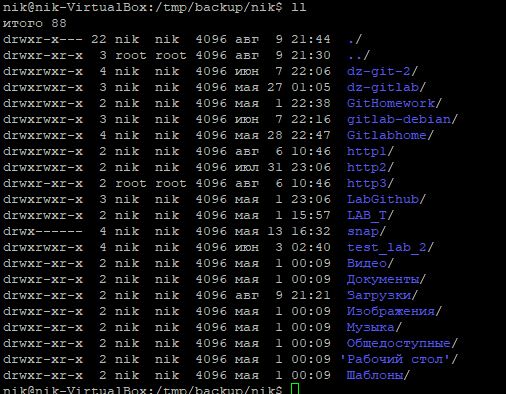 nik@nik-VirtualBox:/tmp/backup/nik$ ll
итого 88
drwxr-x--- 22 nik  nik  4096 авг  9 21:44  ./
drwxr-xr-x  3 root root 4096 авг  9 21:30  ../
drwxrwxr-x  4 nik  nik  4096 июн  7 22:06  dz-git-2/
drwxrwxr-x  3 nik  nik  4096 мая 27 01:05  dz-gitlab/
drwxr-xr-x  2 nik  nik  4096 мая  1 22:38  GitHomework/
drwxrwxr-x  3 nik  nik  4096 июн  7 22:16  gitlab-debian/
drwxrwxr-x  4 nik  nik  4096 мая 28 22:47  Gitlabhome/
drwxrwxr-x  2 nik  nik  4096 авг  6 10:46  http1/
drwxrwxr-x  2 nik  nik  4096 июл 31 23:06  http2/
drwxr-xr-x  2 root root 4096 авг  6 10:46  http3/
drwxrwxr-x  3 nik  nik  4096 мая  1 23:06  LabGithub/
drwxrwxr-x  2 nik  nik  4096 мая  1 15:57  LAB_T/
drwx------  4 nik  nik  4096 мая 13 16:32  snap/
drwxrwxr-x  4 nik  nik  4096 июн  3 02:40  test_lab_2/
drwxr-xr-x  2 nik  nik  4096 мая  1 00:09  Видео/
drwxr-xr-x  2 nik  nik  4096 мая  1 00:09  Документы/
drwxr-xr-x  2 nik  nik  4096 авг  9 21:21  Загрузки/
drwxr-xr-x  2 nik  nik  4096 мая  1 00:09  Изображения/
drwxr-xr-x  2 nik  nik  4096 мая  1 00:09  Музыка/
drwxr-xr-x  2 nik  nik  4096 мая  1 00:09  Общедоступные/
drwxr-xr-x  2 nik  nik  4096 мая  1 00:09 'Рабочий стол'/
drwxr-xr-x  2 nik  nik  4096 мая  1 00:09  Шаблоны/
nik@nik-VirtualBox:/tmp/backup/nik$